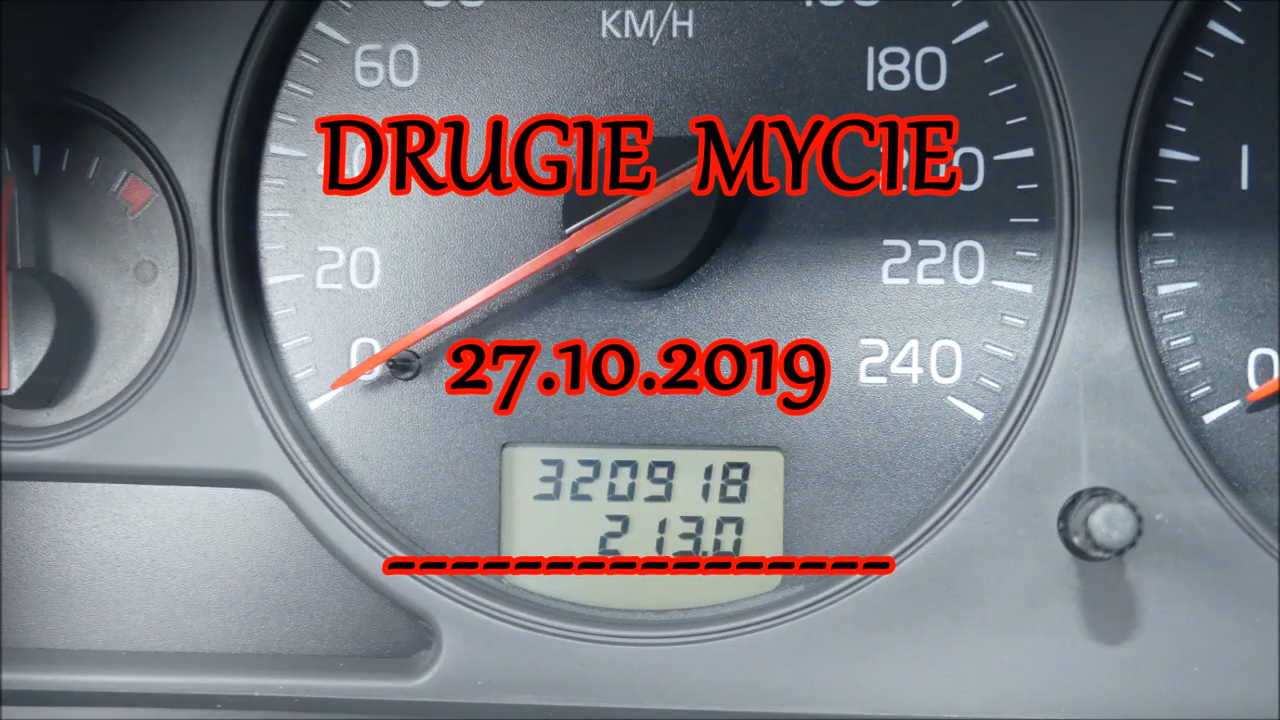 KM/H
60 180
DRUGIE MYCIE
1
20 220
0 27.10.2019 240 0
320918
213.0
-----------------